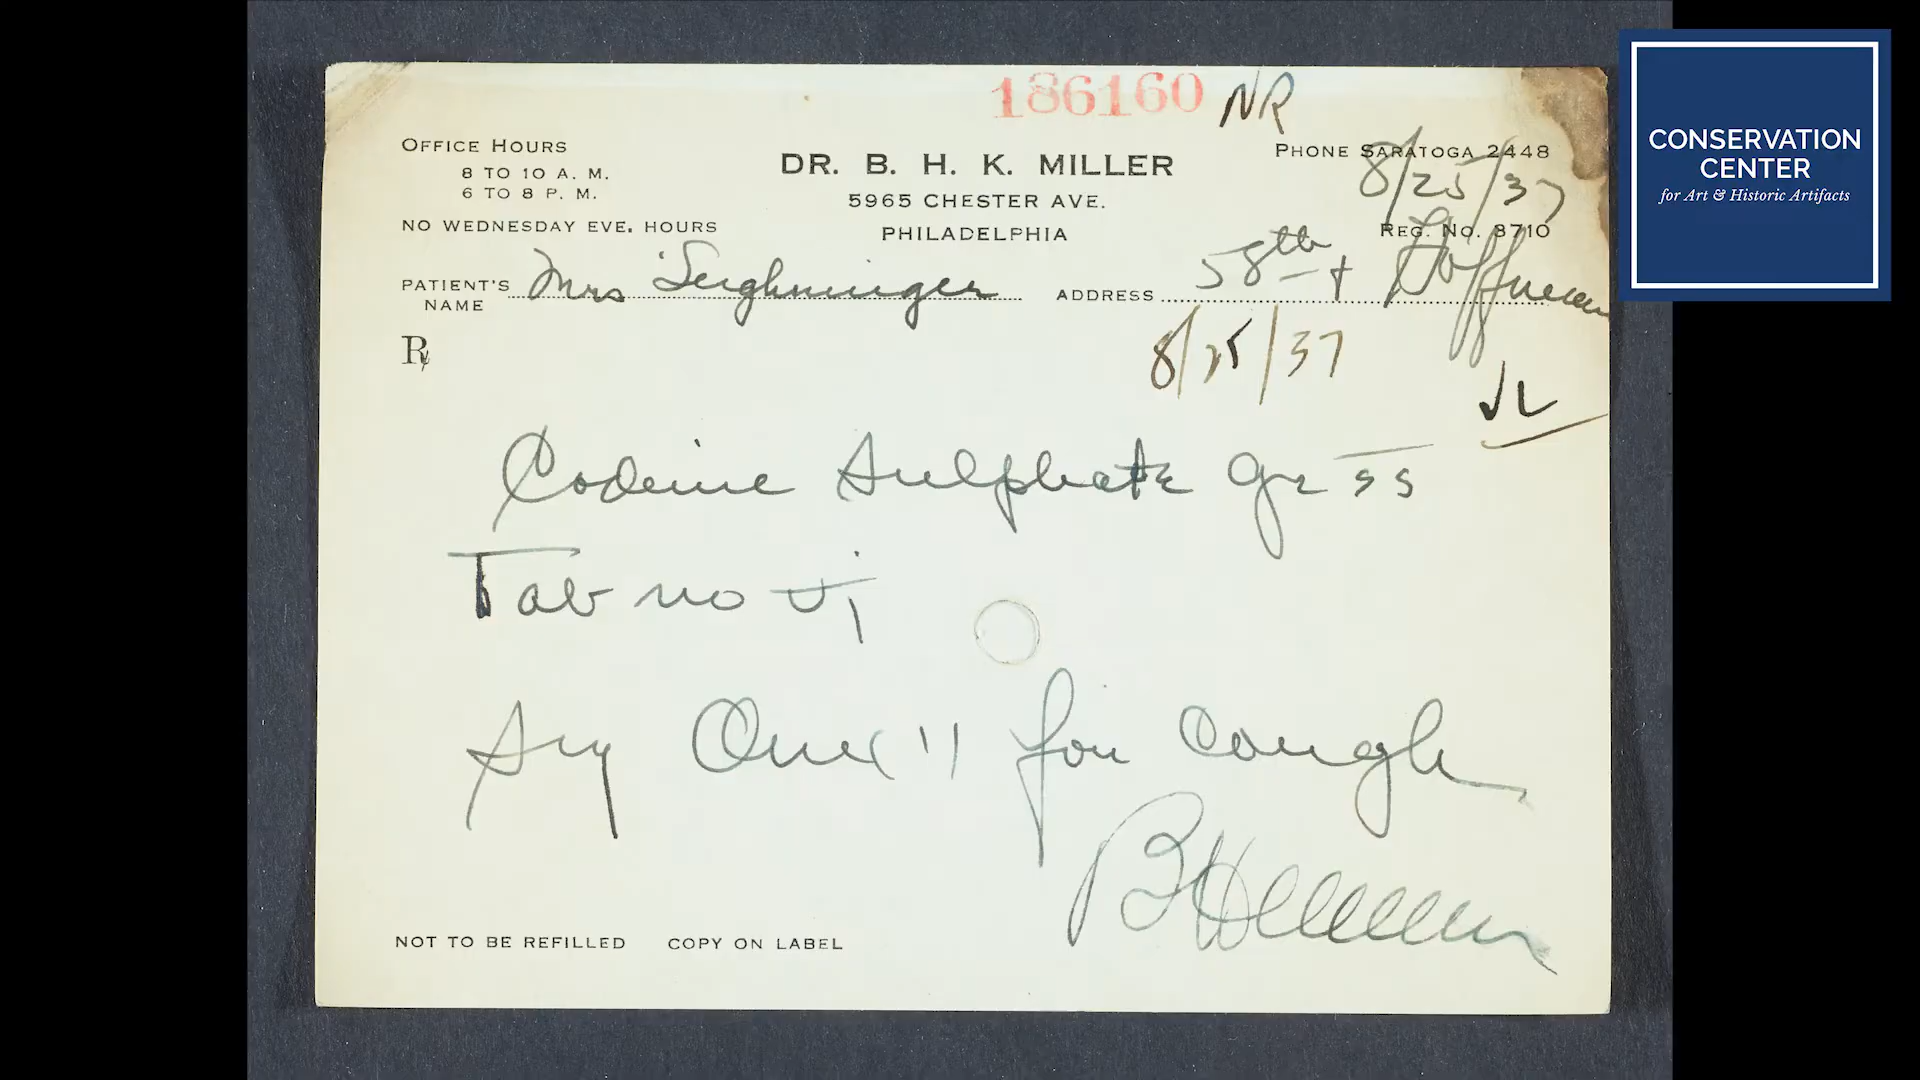 186160 NR
OFFICE HOURS
8 TO 10 A. M.
6 TO 8 P. M.
NO WEDNESDAY EVE. HOURS
DR. B. H. K. MILLER
5965 CHESTER AVE.
PHILADELPHIA
PHONE SARATOGA 2448
8/25/37
REG. NO. 3710
PATIENT'S NAME Mrs
ADDRESS 58th + Hoffman
8/25/37
℞
Codeine Sulphate gr ss
Tab no vi
Sig One for Cough
NOT TO BE REFILLED COPY ON LABEL
CONSERVATION
CENTER
for Art & Historic Artifacts